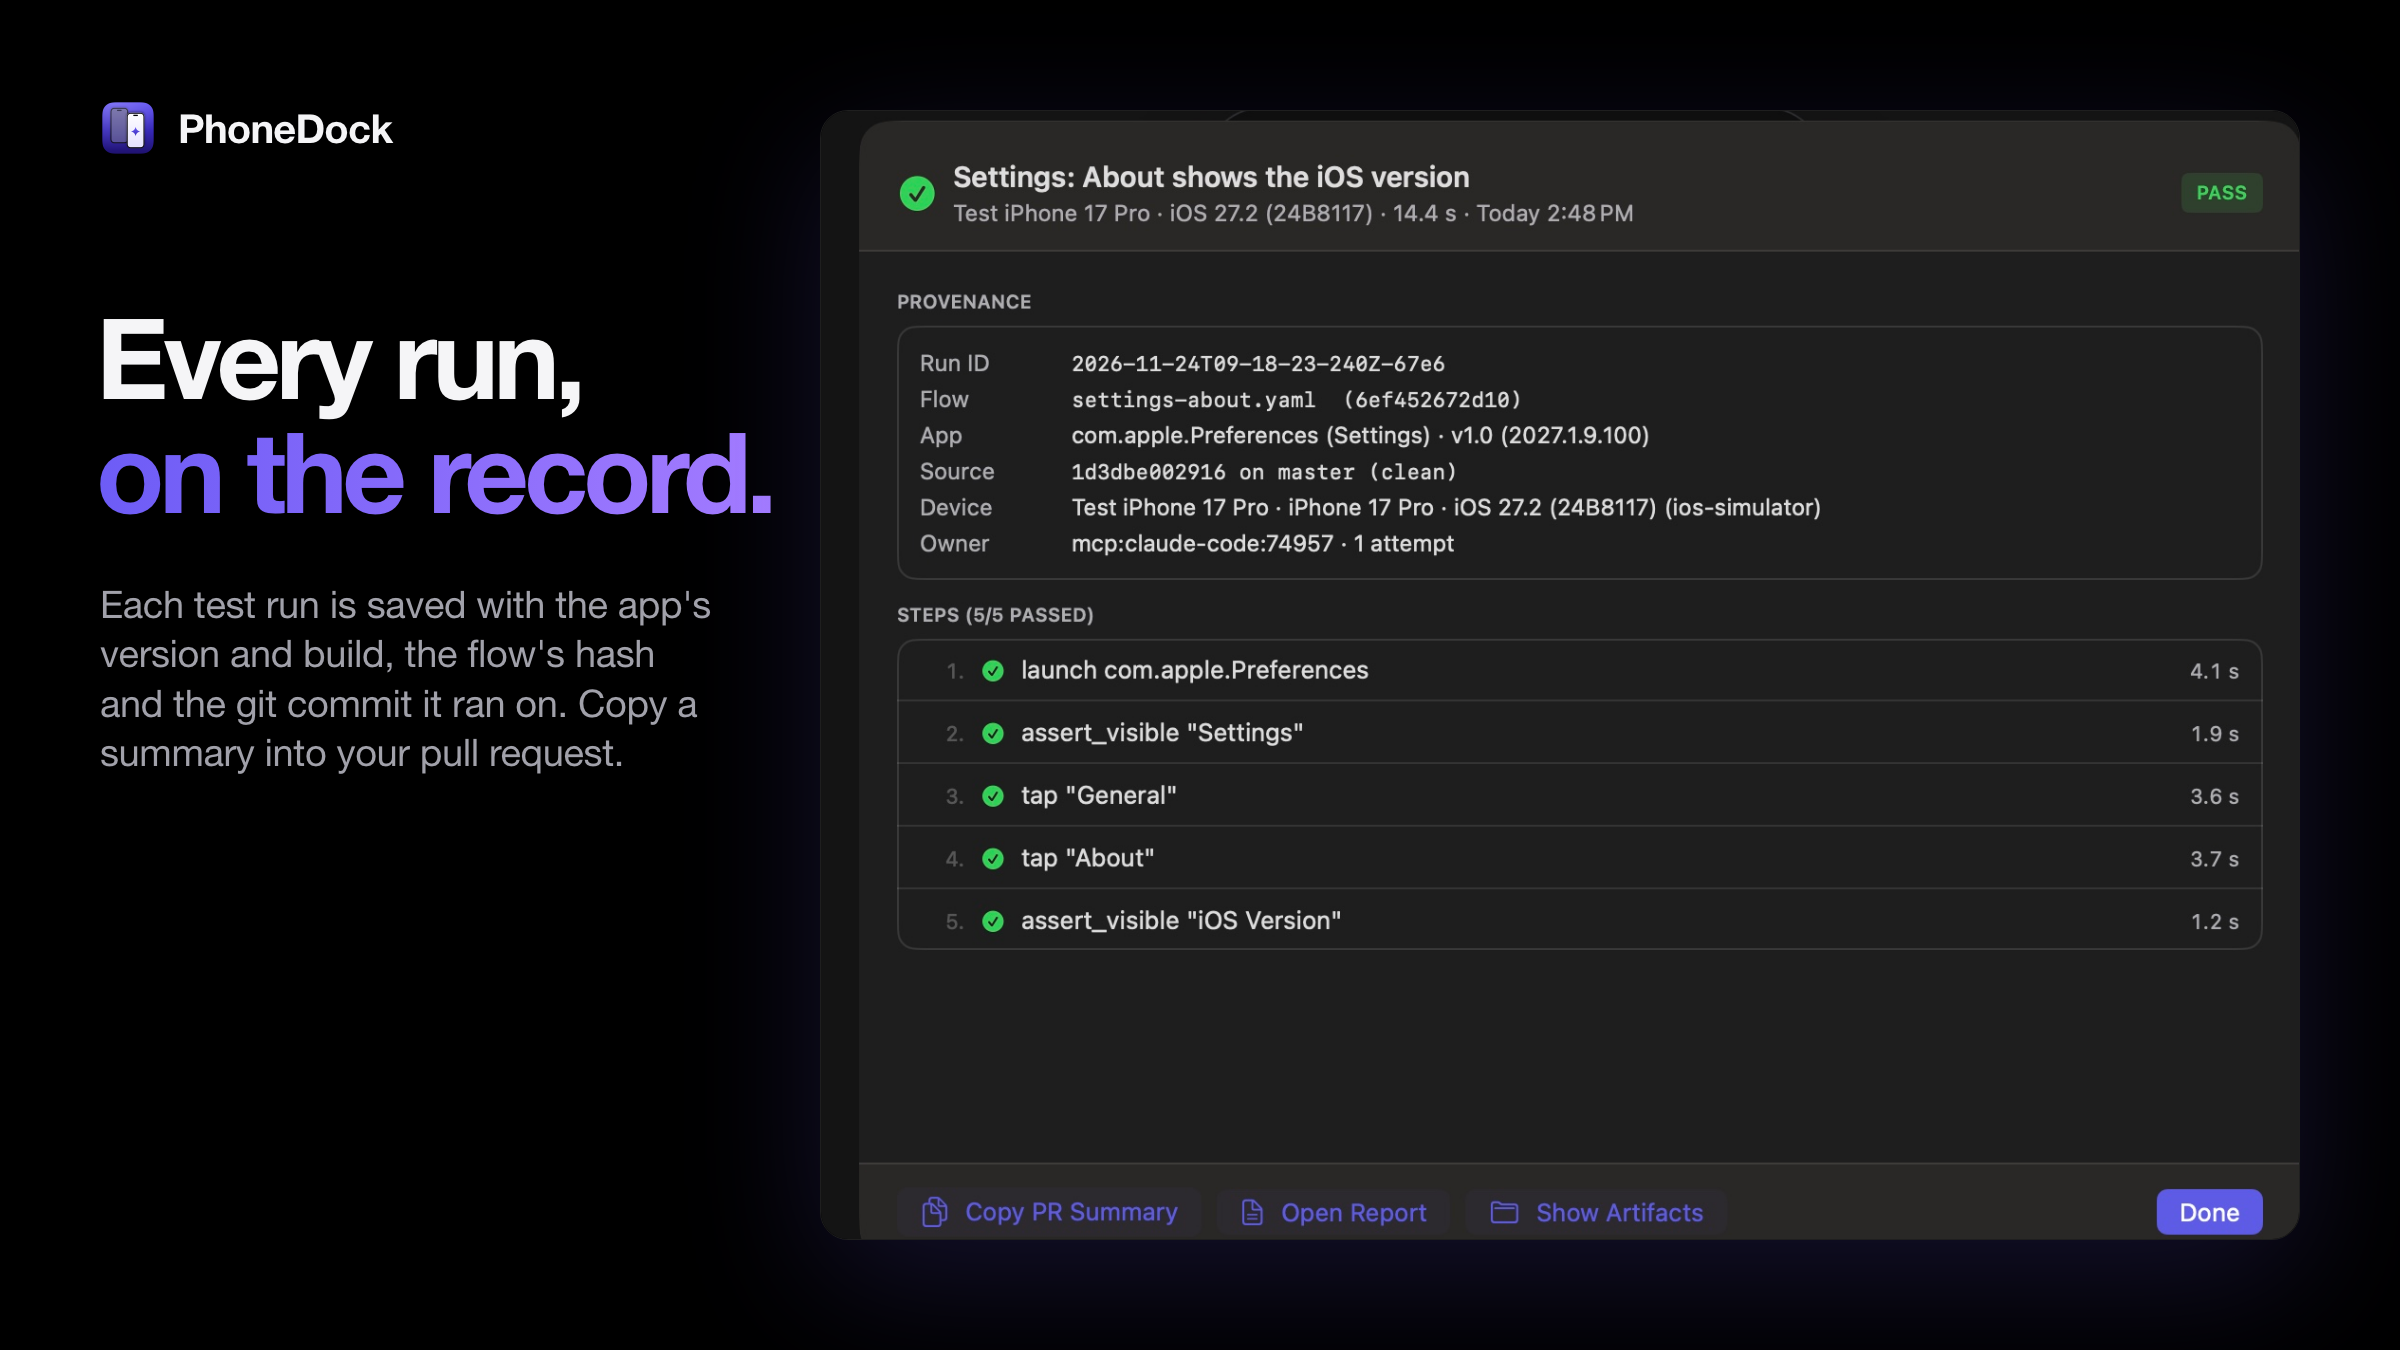 PhoneDock
Every run,
on the record.
Each test run is saved with the app's
version and build, the flow's hash
and the git commit it ran on. Copy a
summary into your pull request.
Settings: About shows the iOS version
Test iPhone 17 Pro · iOS 27.2 (24B8117) · 14.4 s · Today 2:48 PM
PASS
PROVENANCE
Run ID 2026-11-24T09-18-23-240Z-67e6
Flow settings-about.yaml (6ef452672d10)
App com.apple.Preferences (Settings) · v1.0 (2027.1.9.100)
Source 1d3dbe002916 on master (clean)
Device Test iPhone 17 Pro · iPhone 17 Pro · iOS 27.2 (24B8117) (ios-simulator)
Owner mcp:claude-code:74957 · 1 attempt
STEPS (5/5 PASSED)
1. launch com.apple.Preferences 4.1 s
2. assert_visible "Settings" 1.9 s
3. tap "General" 3.6 s
4. tap "About" 3.7 s
5. assert_visible "iOS Version" 1.2 s
Copy PR Summary Open Report Show Artifacts Done